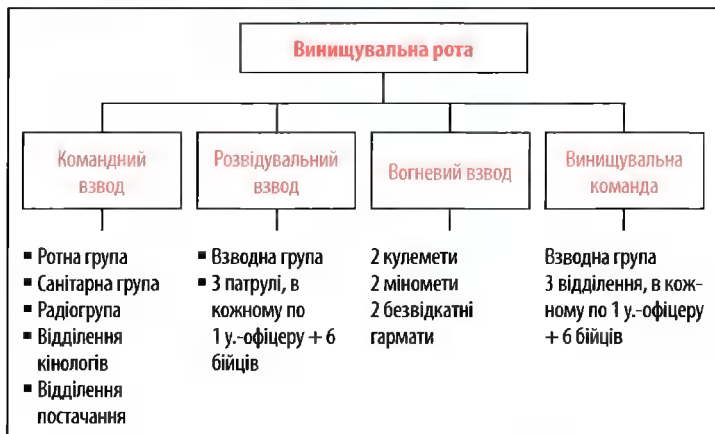 Винищувальна рота
Командний
взвод
Розвідувальний
взвод
Вогневий взвод
Винищувальна
команда
▪ Ротна група
▪ Санітарна група
▪ Радіогрупа
▪ Відділення
кінологів
▪ Відділення
постачання
▪ Взводна група
▪ 3 патрулі, в
кожному по
1 у.-офіцеру + 6
бійців
2 кулемети
2 міномети
2 безвідкатні
гармати
Взводна група
3 відділення, в кож-
ному по 1 у.-офіцеру
+ 6 бійців